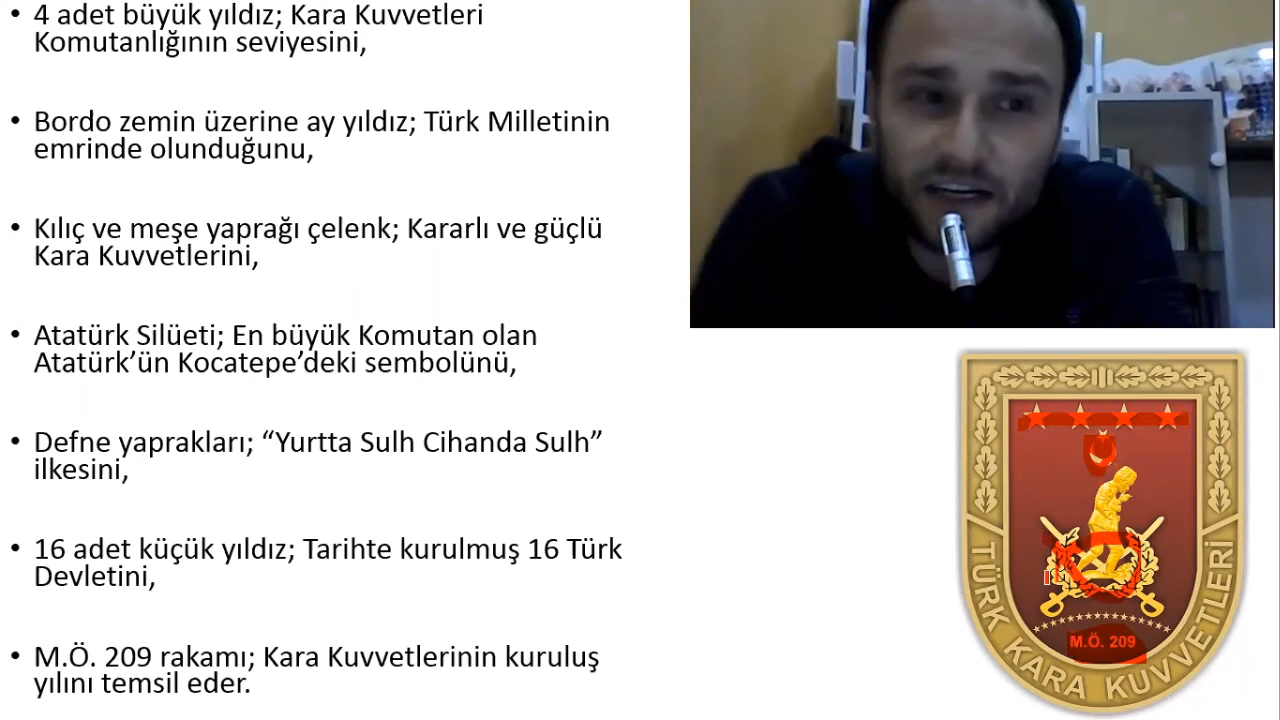 • 4 adet büyük yıldız; Kara Kuvvetleri
Komutanlığının seviyesini,
• Bordo zemin üzerine ay yıldız; Türk Milletinin
emrinde olunduğunu,
• Kılıç ve meşe yaprağı çelenk; Kararlı ve güçlü
Kara Kuvvetlerini,
• Atatürk Silüeti; En büyük Komutan olan
Atatürk’ün Kocatepe’deki sembolünü,
• Defne yaprakları; “Yurtta Sulh Cihanda Sulh”
ilkesini,
• 16 adet küçük yıldız; Tarihte kurulmuş 16 Türk
Devletini,
• M.Ö. 209 rakamı; Kara Kuvvetlerinin kuruluş
yılını temsil eder.
M.Ö. 209
TÜRK KARA KUVVETLERİ